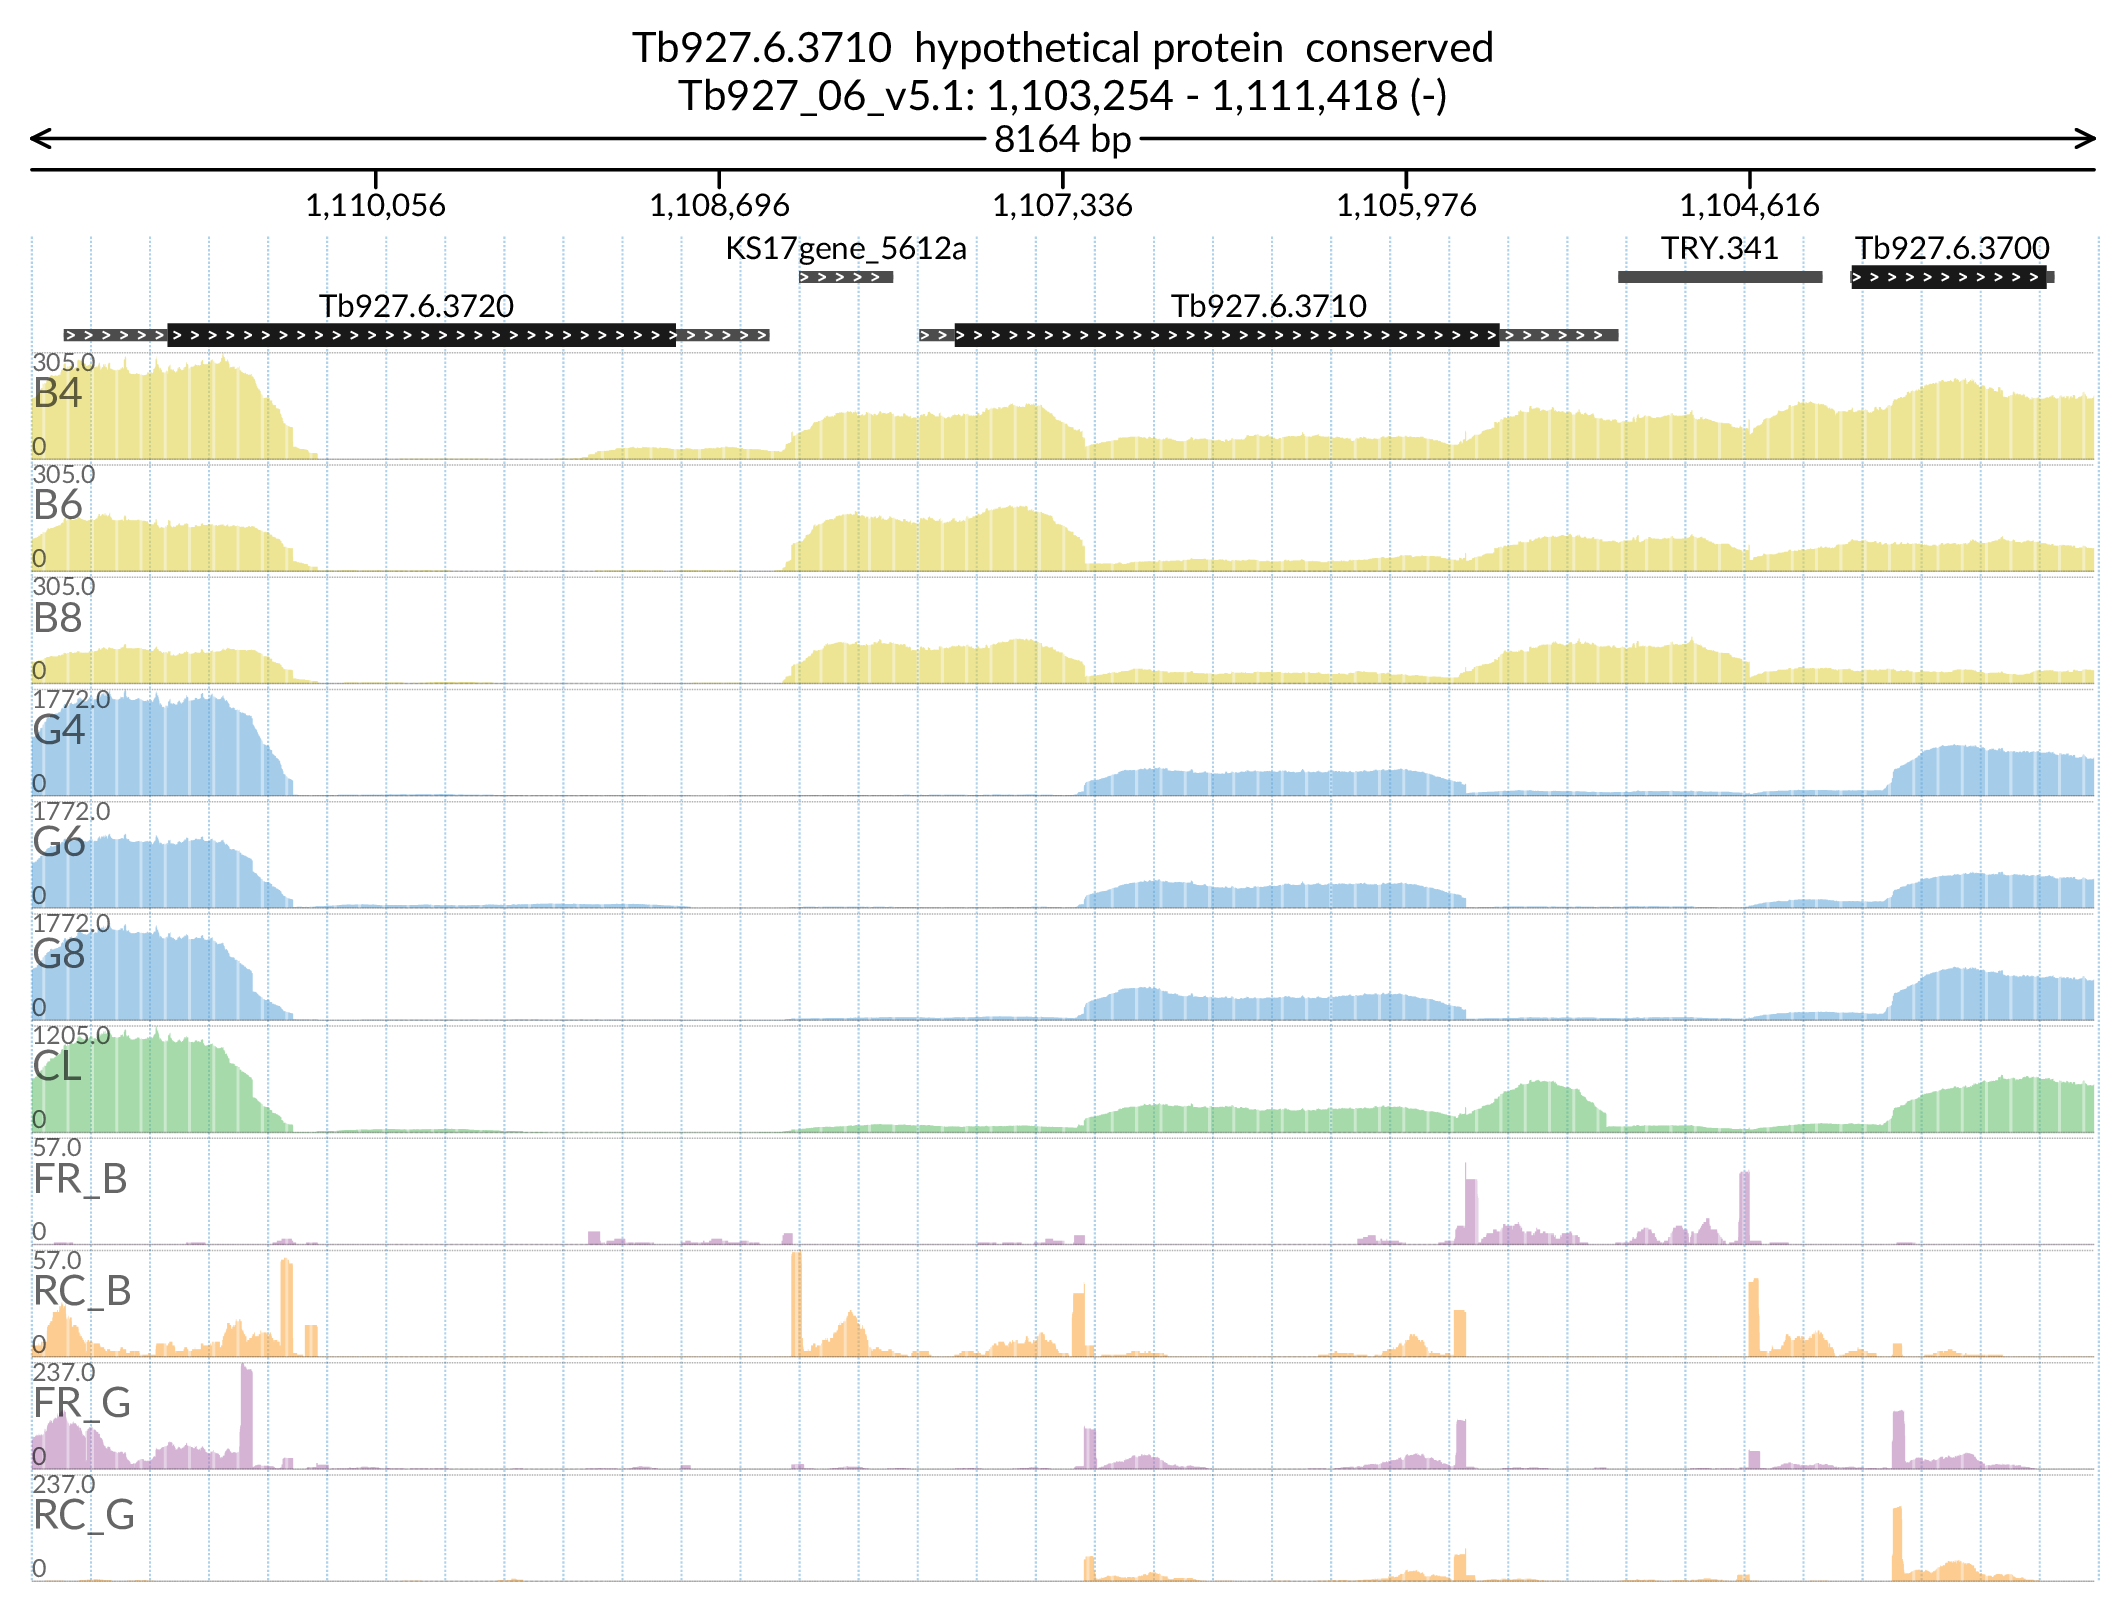 Tb927.6.3710  hypothetical protein  conserved
Tb927_06_v5.1: 1,103,254 - 1,111,418 (-)
8164 bp
1,110,056 1,108,696 1,107,336 1,105,976 1,104,616
KS17gene_5612a TRY.341 Tb927.6.3700
Tb927.6.3720 Tb927.6.3710
305.0
B4
0
305.0
B6
0
305.0
B8
0
1772.0
G4
0
1772.0
G6
0
1772.0
G8
0
1205.0
CL
0
57.0
FR_B
0
57.0
RC_B
0
237.0
FR_G
0
237.0
RC_G
0